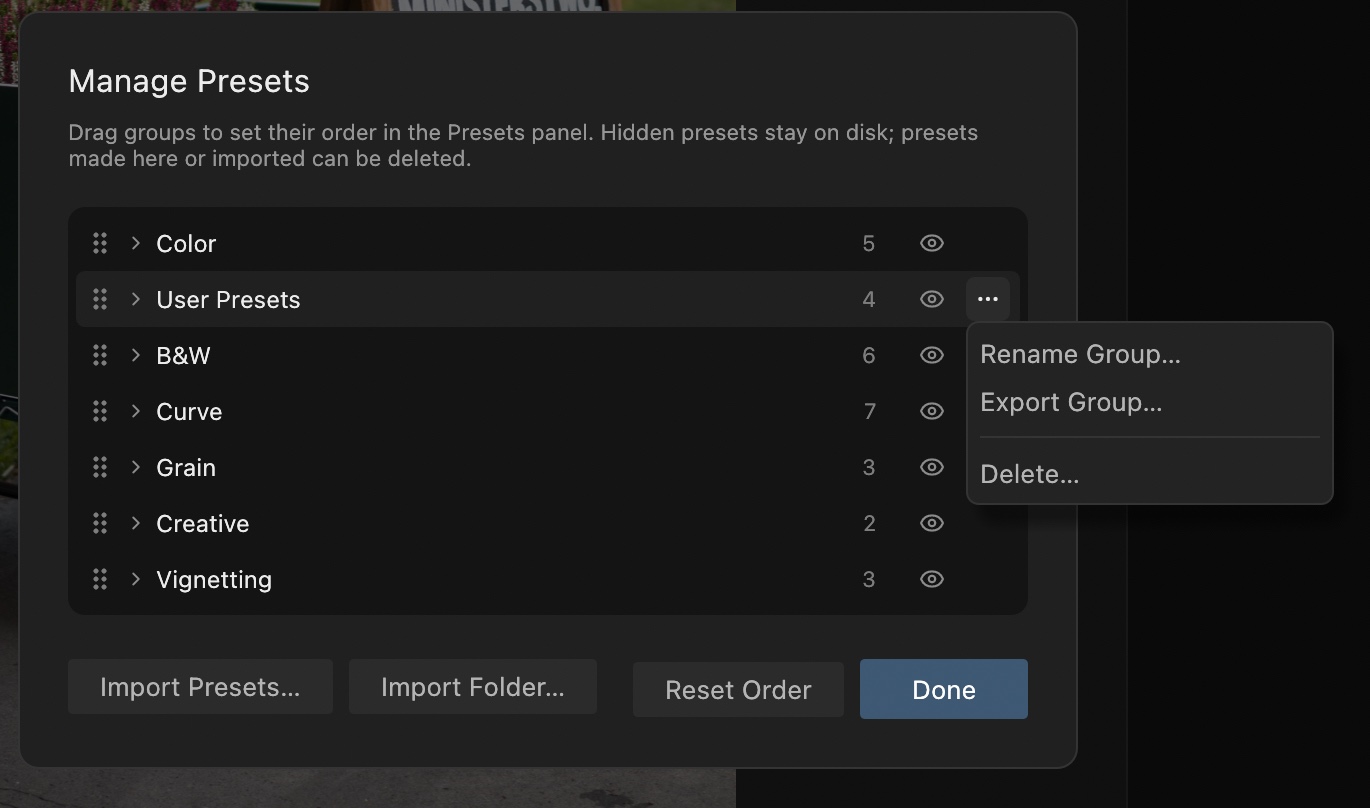 Manage Presets
Drag groups to set their order in the Presets panel. Hidden presets stay on disk; presets
made here or imported can be deleted.
Color 5
User Presets 4 ...
B&W 6
Rename Group...
Curve 7
Export Group...
Grain 3
Delete...
Creative 2
Vignetting 3
Import Presets... Import Folder... Reset Order Done